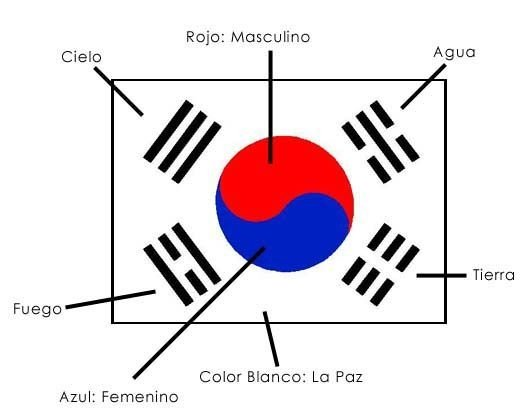 Rojo: Masculino
Agua
Cielo
Tierra
Fuego
Color Blanco: La Paz
Azul: Femenino